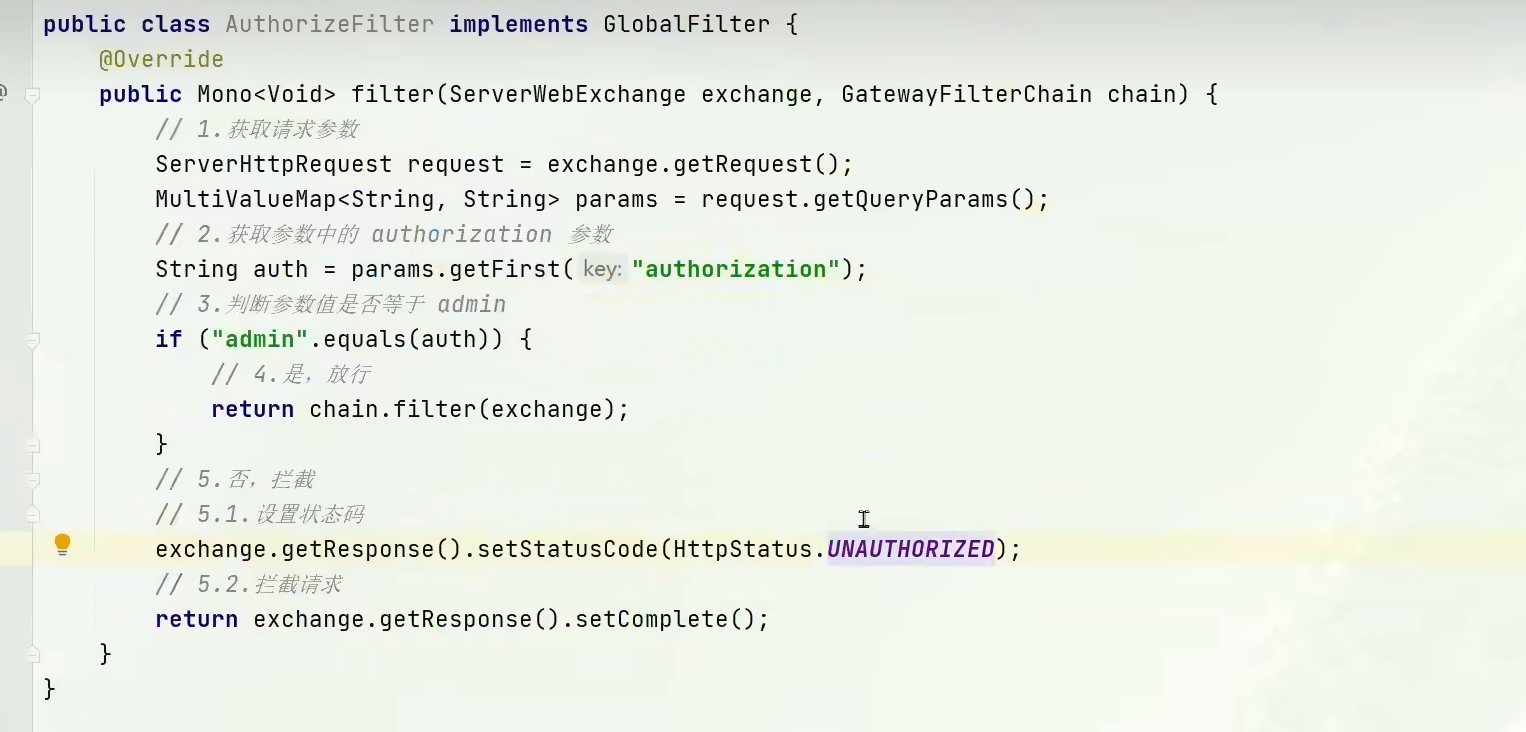 public class AuthorizeFilter implements GlobalFilter {
@Override
public Mono<Void> filter(ServerWebExchange exchange, GatewayFilterChain chain) {
// 1.获取请求参数
ServerHttpRequest request = exchange.getRequest();
MultiValueMap<String, String> params = request.getQueryParams();
// 2.获取参数中的 authorization 参数
String auth = params.getFirst( key: "authorization");
// 3.判断参数值是否等于 admin
if ("admin".equals(auth)) {
// 4.是，放行
return chain.filter(exchange);
}
// 5.否，拦截
// 5.1.设置状态码
exchange.getResponse().setStatusCode(HttpStatus.UNAUTHORIZED);
// 5.2.拦截请求
return exchange.getResponse().setComplete();
}
}